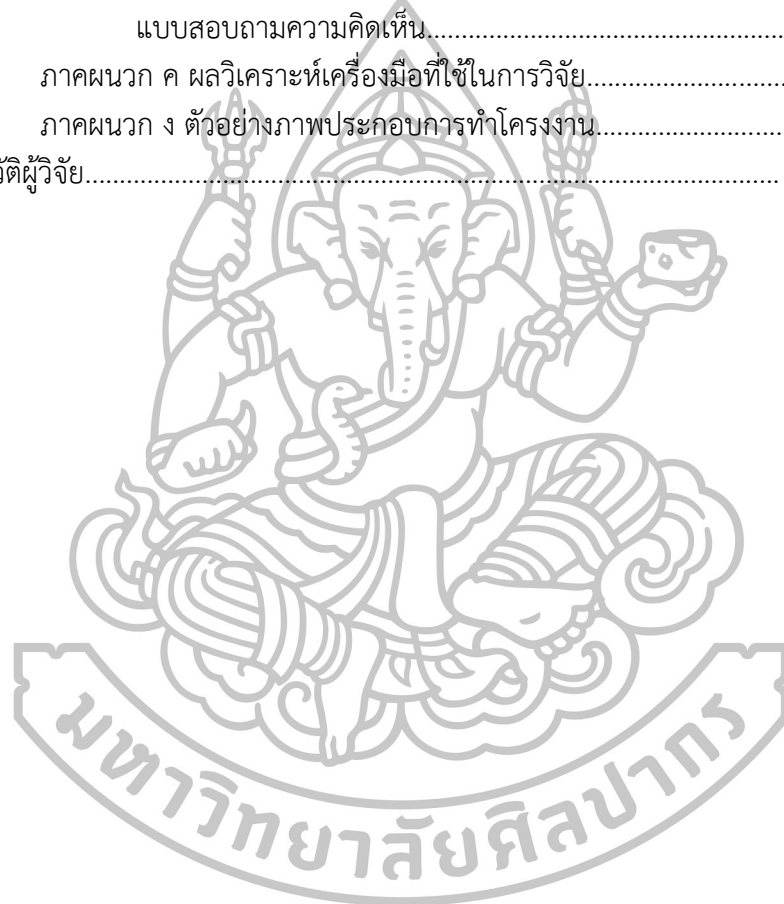 แบบสอบถามความคิดเห็น
ภาคผนวก ค ผลวิเคราะห์เครื่องมือที่ใช้ในการวิจัย
ภาคผนวก ง ตัวอย่างภาพประกอบการทำโครงงาน
มหาวิทยาลัยศิลปากร